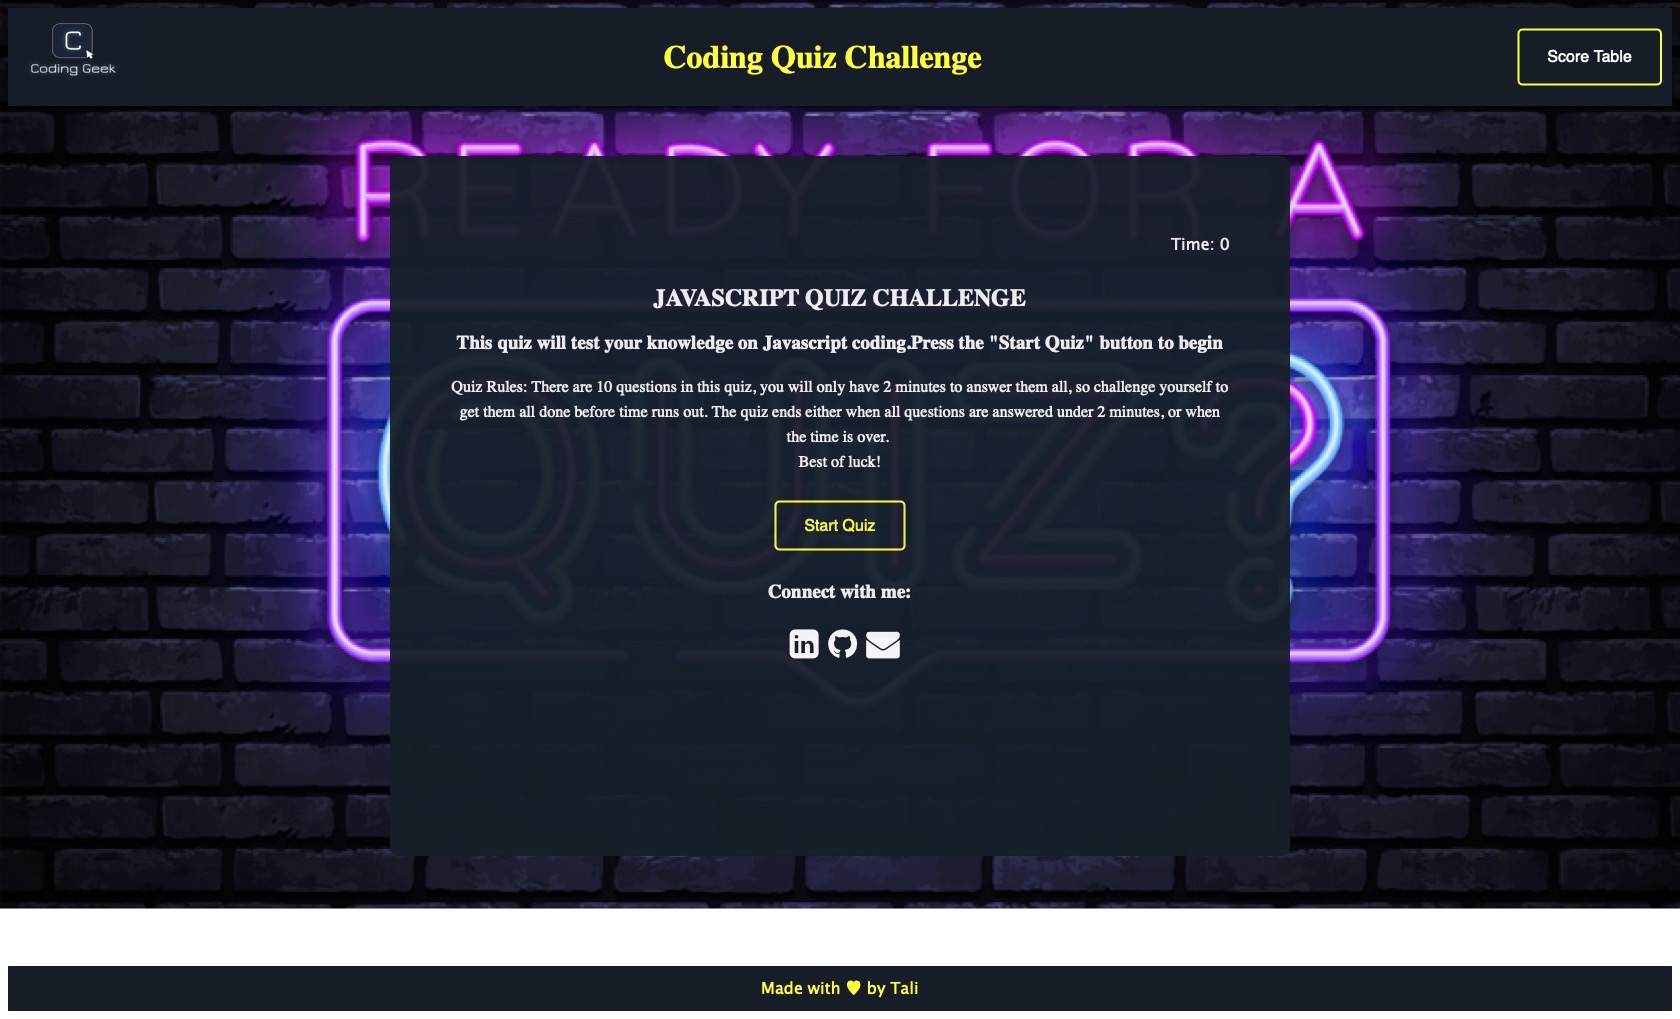 C
Coding Geek
Coding Quiz Challenge
Score Table
READY FOR A
QUIZ?
Time: 0
JAVASCRIPT QUIZ CHALLENGE
This quiz will test your knowledge on Javascript coding.Press the "Start Quiz" button to begin
Quiz Rules: There are 10 questions in this quiz, you will only have 2 minutes to answer them all, so challenge yourself to
get them all done before time runs out. The quiz ends either when all questions are answered under 2 minutes, or when
the time is over.
Best of luck!
Start Quiz
Connect with me:
in
Made with ♥ by Tali